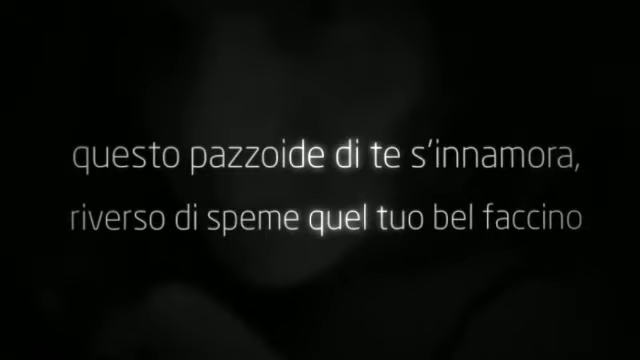 questo pazzoide di te s'innamora,
riverso di speme quel tuo bel faccino